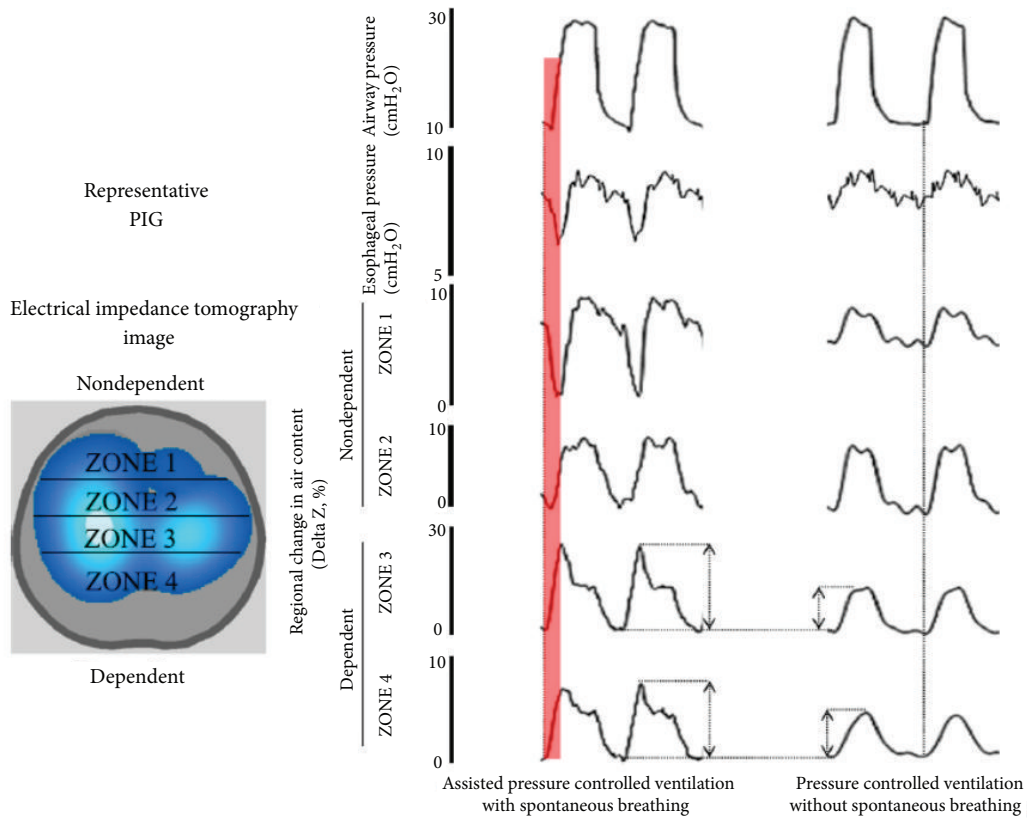 Representative
PIG
Electrical impedance tomography
image
Nondependent
ZONE 1
ZONE 2
ZONE 3
ZONE 4
Dependent
Airway pressure
(cmH₂O)
30
10
Esophageal pressure
(cmH₂O)
10
5
Regional change in air content
(Delta Z, %)
Nondependent
ZONE 1
10
0
ZONE 2
10
0
Dependent
ZONE 3
30
0
ZONE 4
10
0
Assisted pressure controlled ventilation
with spontaneous breathing
Pressure controlled ventilation
without spontaneous breathing